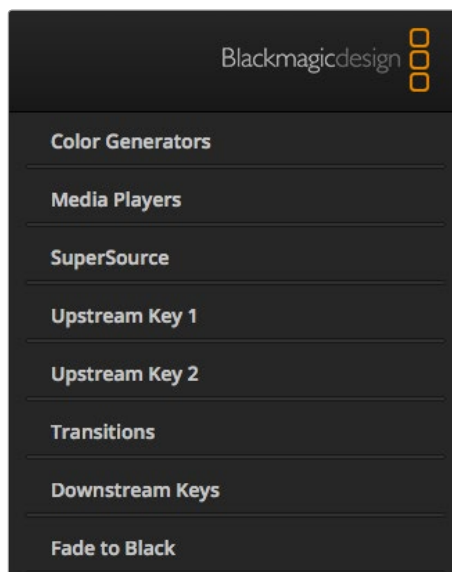 Blackmagicdesign
Color Generators
Media Players
SuperSource
Upstream Key 1
Upstream Key 2
Transitions
Downstream Keys
Fade to Black